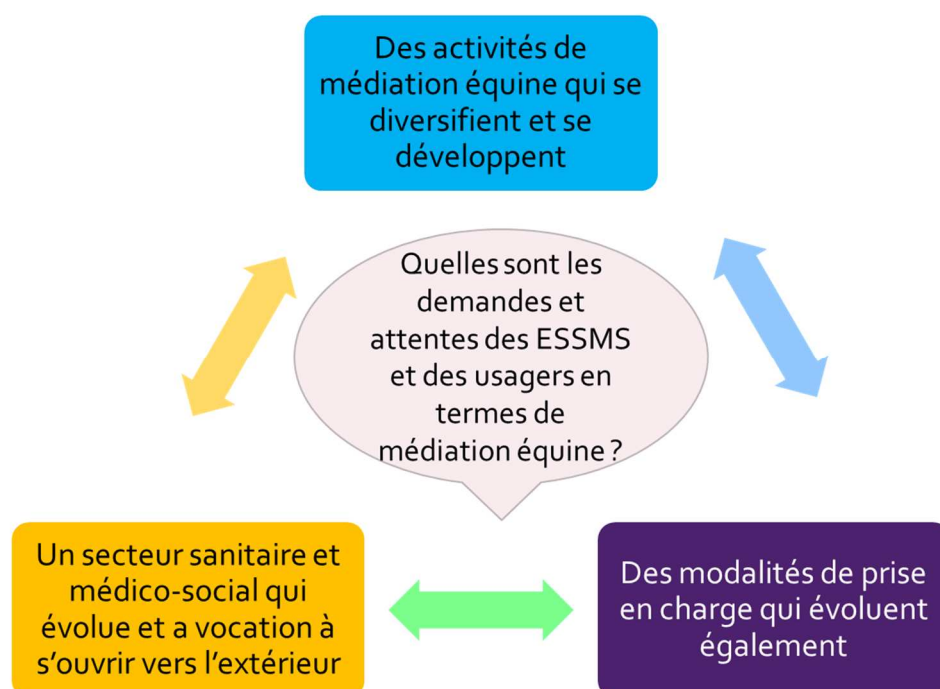 Des activités de
médiation équine qui se
diversifient et se
développent
Quelles sont les
demandes et
attentes des ESSMS
et des usagers en
termes de
médiation équine ?
Un secteur sanitaire et
médico-social qui
évolue et a vocation à
s'ouvrir vers l'extérieur
Des modalités de prise
en charge qui évoluent
également